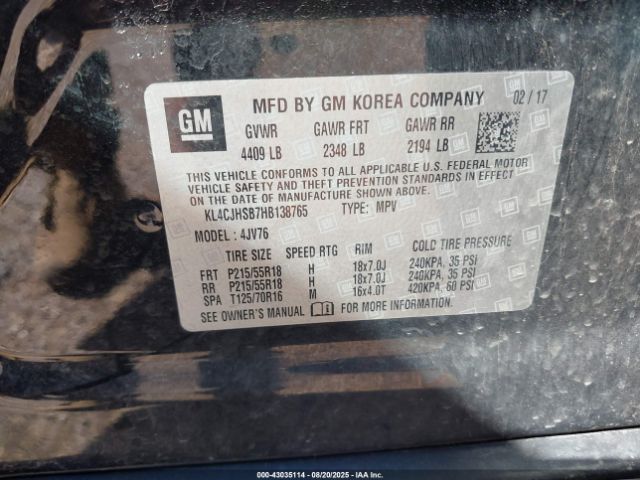 GM MFD BY GM KOREA COMPANY 02 / 17
GVWR GAWR FRT GAWR RR
4409 LB 2348 LB 2194 LB
THIS VEHICLE CONFORMS TO ALL APPLICABLE U.S. FEDERAL MOTOR
VEHICLE SAFETY AND THEFT PREVENTION STANDARDS IN EFFECT
ON THE DATE OF MANUFACTURE SHOWN ABOVE.
KL4CJHSB7HB138765 TYPE: MPV
MODEL : 4JV76
TIRE SIZE SPEED RTG RIM COLD TIRE PRESSURE
FRT P215/55R18 H 18x7.0J 240KPA, 35 PSI
RR P215/55R18 H 18x7.0J 240KPA, 35 PSI
SPA T125/70R16 M 16x4.0T 420KPA, 60 PSI
SEE OWNER'S MANUAL FOR MORE INFORMATION.
000-43035114 - 08/20/2025 - IAA Inc.